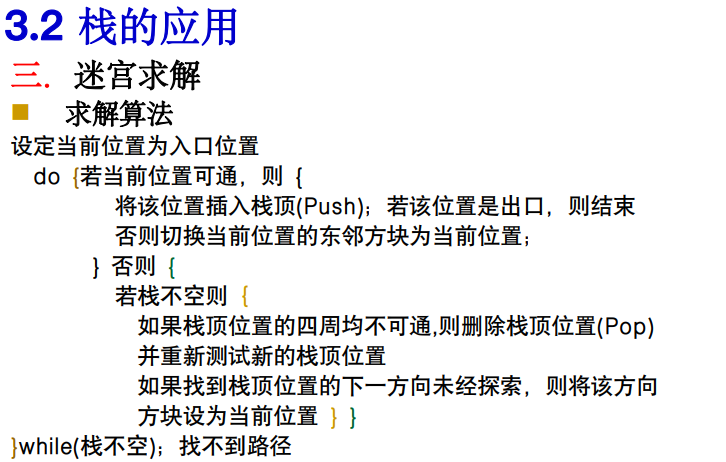 3.2 栈的应用
三. 迷宫求解
求解算法
设定当前位置为入口位置
do {若当前位置可通，则 {
将该位置插入栈顶(Push)；若该位置是出口，则结束
否则切换当前位置的东邻方块为当前位置；
} 否则 {
若栈不空则 {
如果栈顶位置的四周均不可通,则删除栈顶位置(Pop)
并重新测试新的栈顶位置
如果找到栈顶位置的下一方向未经探索，则将该方向
方块设为当前位置 } }
}while(栈不空)；找不到路径